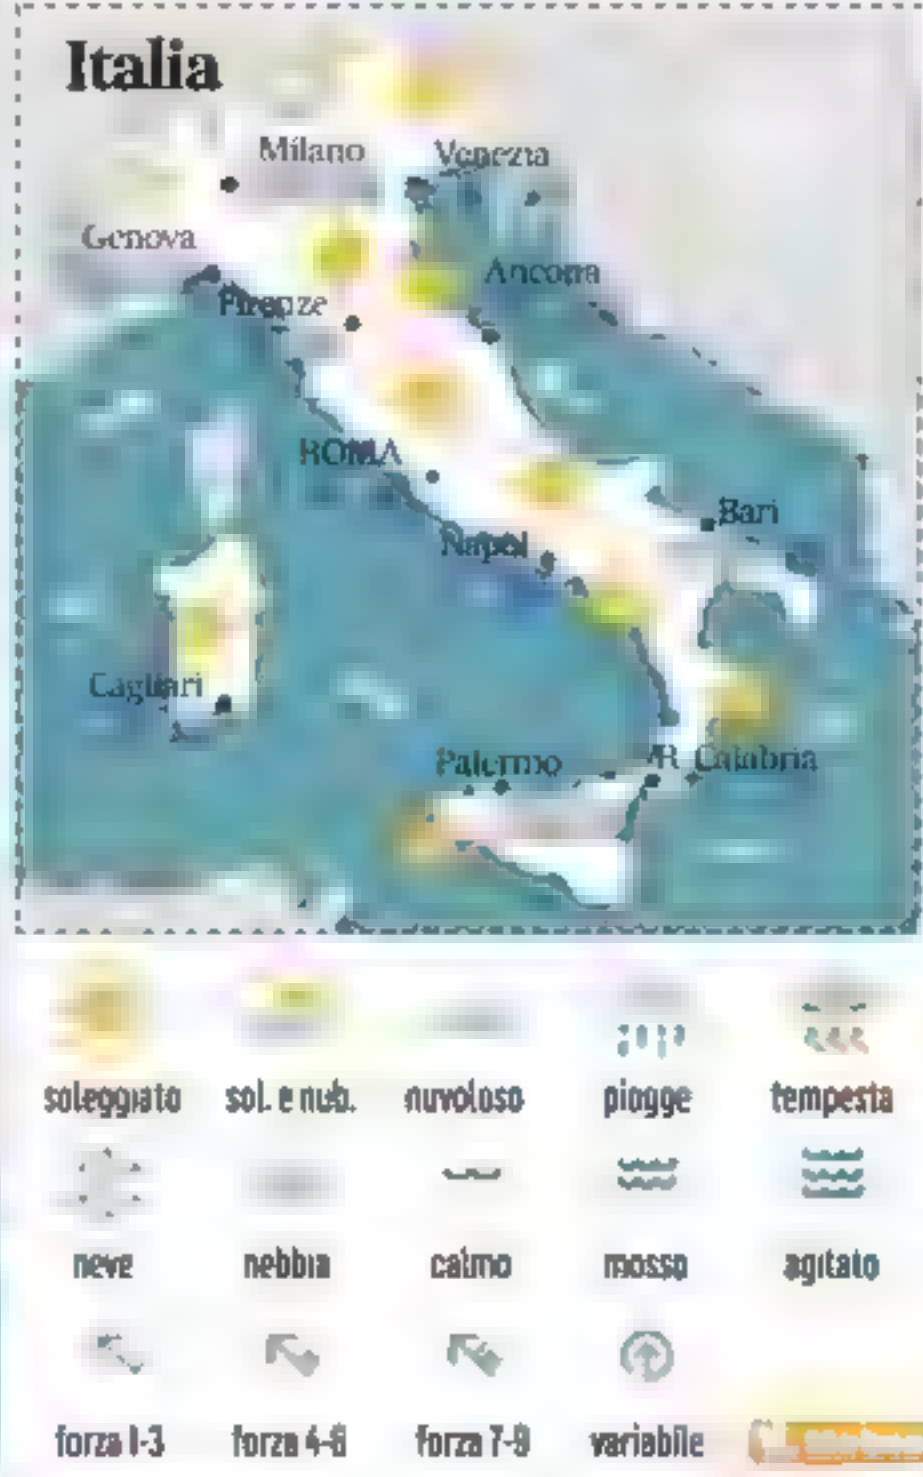 Italia
Milano
Venezia
Genova
Ancona
Firenze
ROMA
Bari
Napoli
Cagliari
Palermo
R Calabria
soleggiato sol. e nub. nuvoloso piogge tempesta
neve nebbia calmo mosso agitato
forza 1-3 forza 4-6 forza 7-9 variabile